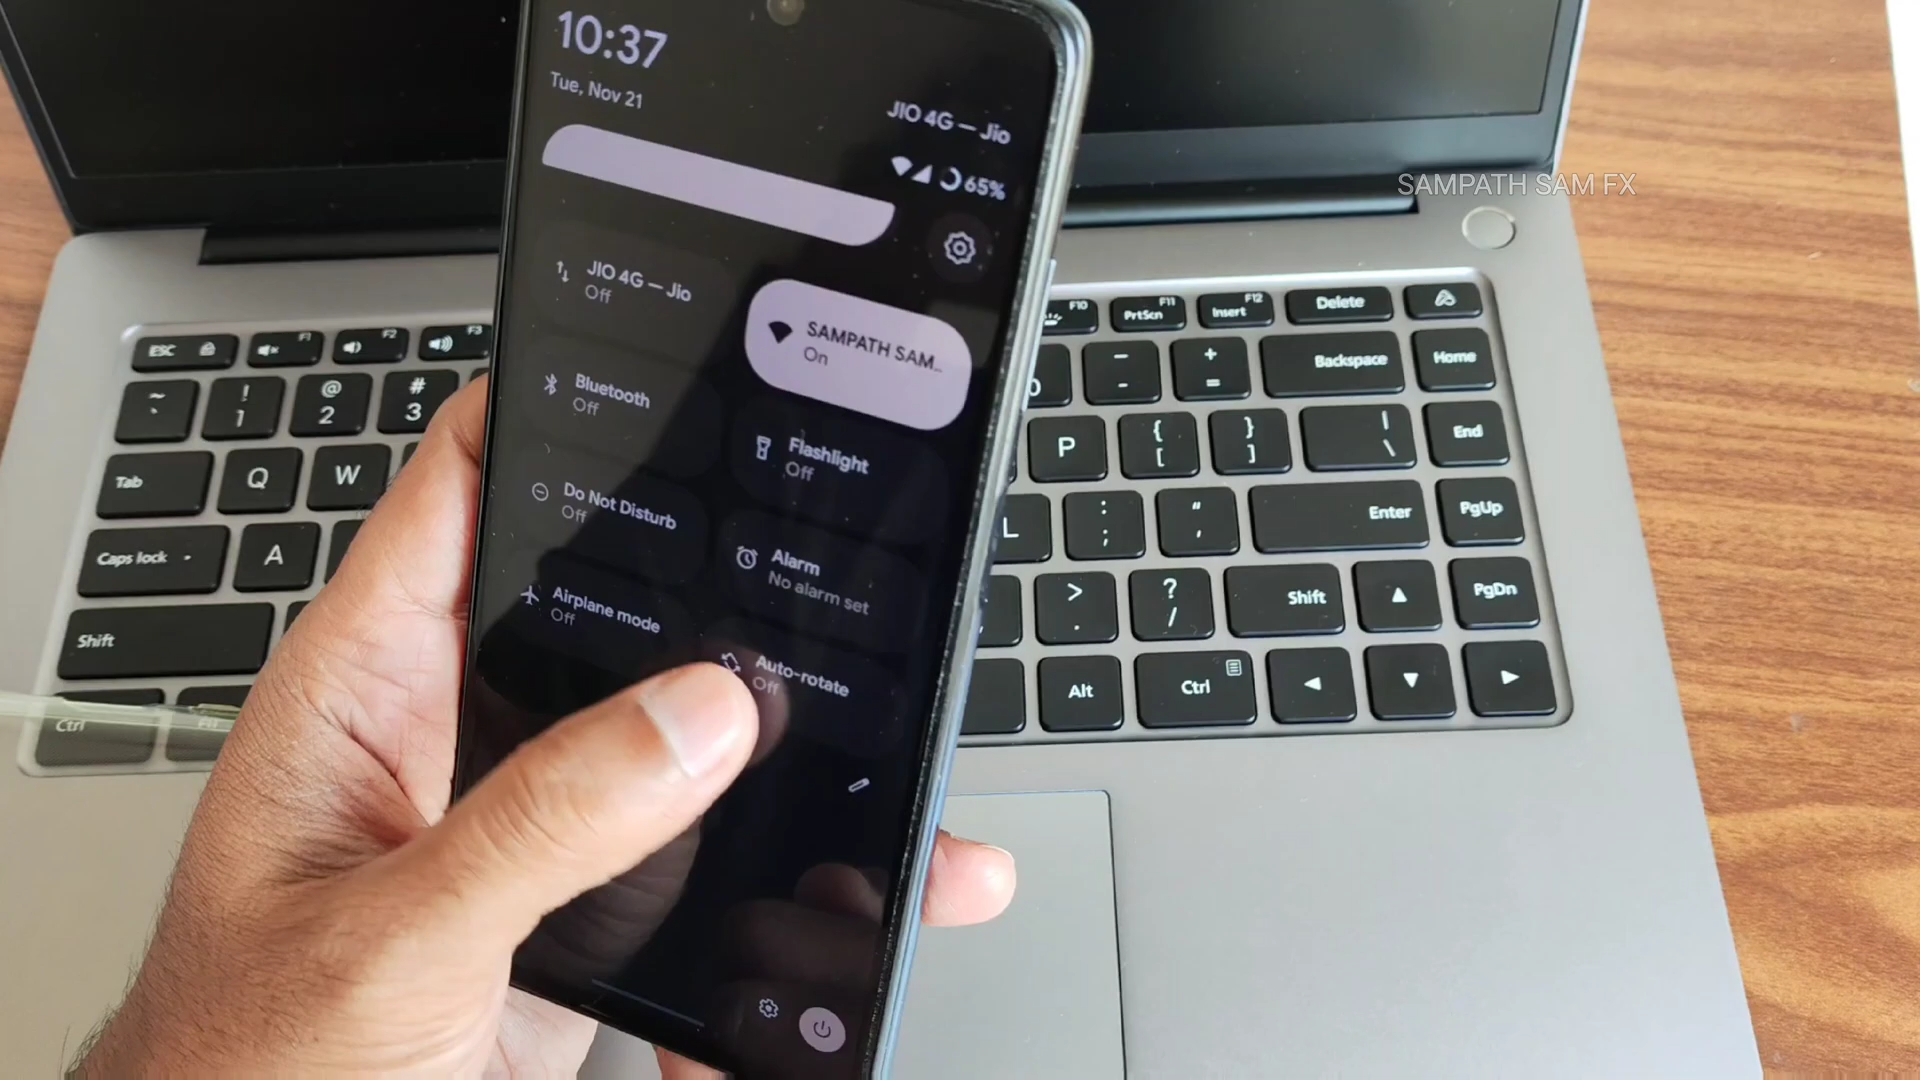 10:37
Tue, Nov 21
JIO 4G — Jio
65%
JIO 4G — Jio
Off
SAMPATH SAM...
On
Bluetooth
Off
Flashlight
Off
Do Not Disturb
Off
Alarm
No alarm set
Airplane mode
Off
Auto-rotate
Off
SAMPATH SAM FX
ESC F1 F2 F3
~ ` ! 1 @ 2 # 3
Tab Q W
Caps lock A
Shift
Ctrl
F10 PrtScn F11 Insert F12 Delete
_ - + = Backspace Home
P { [ } ] | \ End
L : ; " ' Enter PgUp
> . ? / Shift PgDn
Alt Ctrl